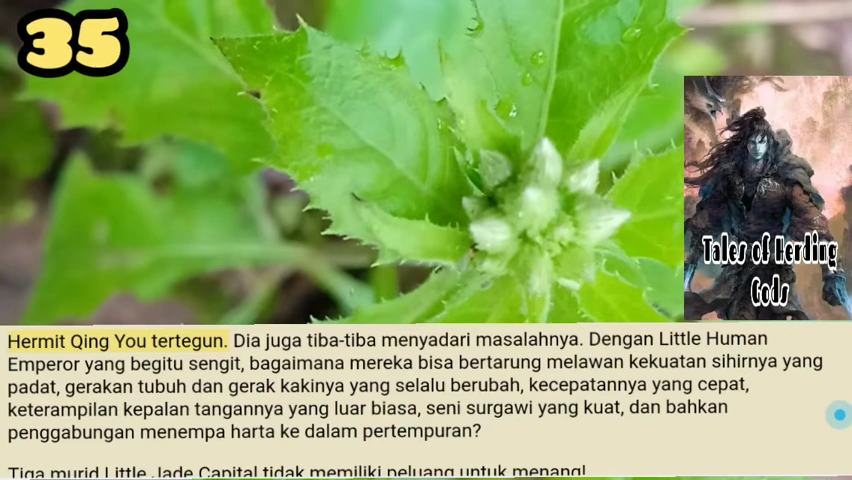 35
Tales of Herding
Gods
Hermit Qing You tertegun. Dia juga tiba-tiba menyadari masalahnya. Dengan Little Human
Emperor yang begitu sengit, bagaimana mereka bisa bertarung melawan kekuatan sihirnya yang
padat, gerakan tubuh dan gerak kakinya yang selalu berubah, kecepatannya yang cepat,
keterampilan kepalan tangannya yang luar biasa, seni surgawi yang kuat, dan bahkan
penggabungan menempa harta ke dalam pertempuran?
Tiga murid Little Jade Capital tidak memiliki peluang untuk menang!